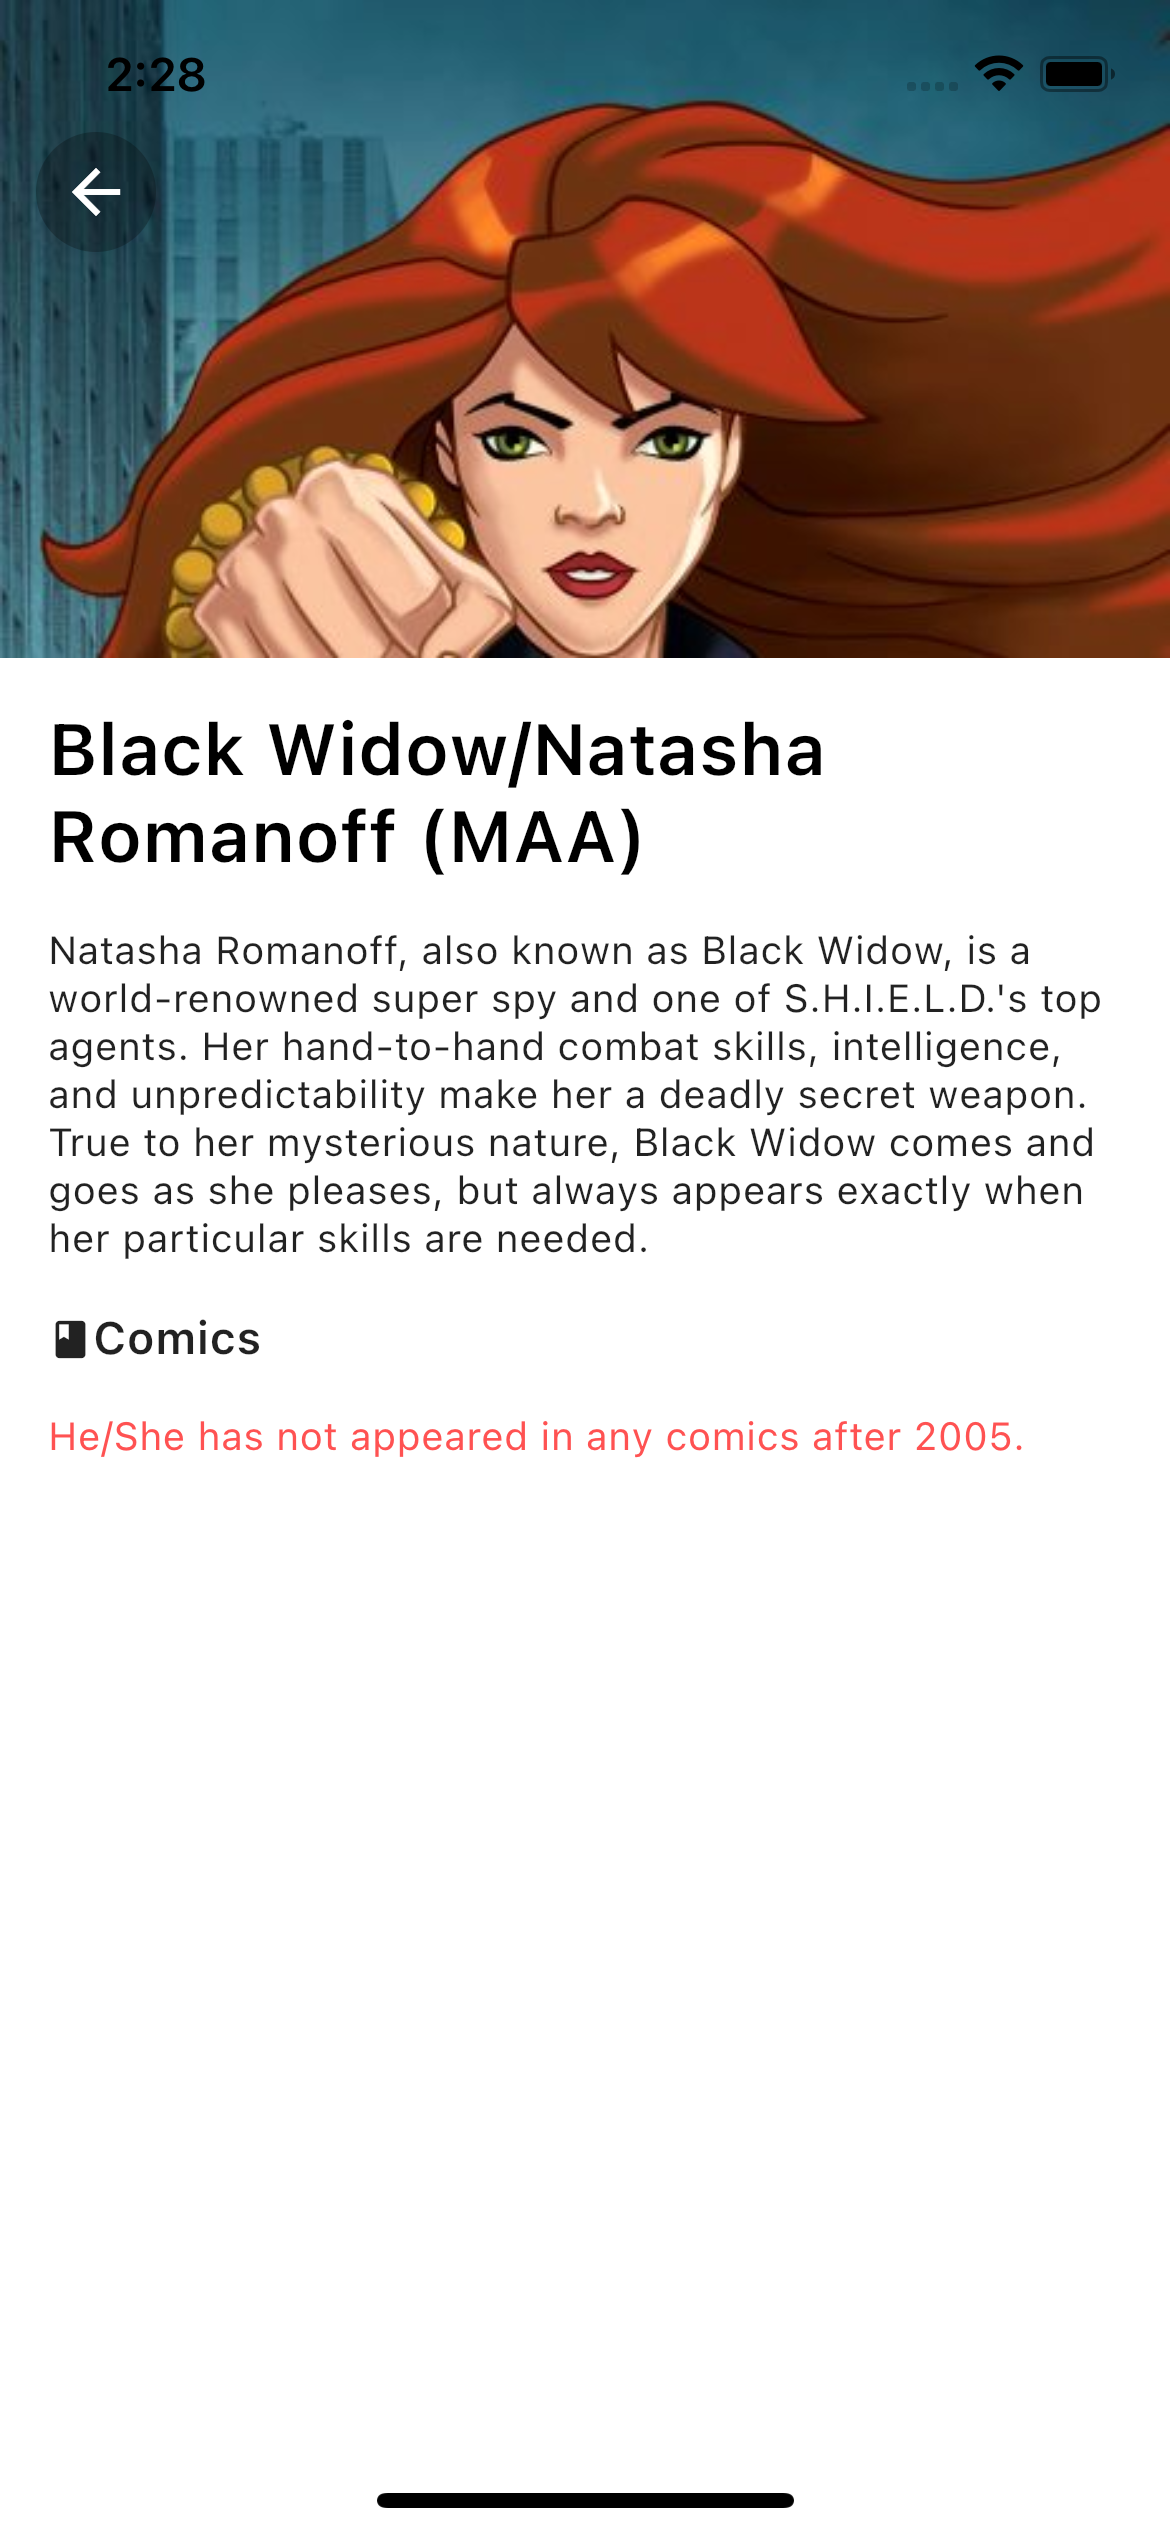 2:28
Black Widow/Natasha
Romanoff (MAA)
Natasha Romanoff, also known as Black Widow, is a
world-renowned super spy and one of S.H.I.E.L.D.'s top
agents. Her hand-to-hand combat skills, intelligence,
and unpredictability make her a deadly secret weapon.
True to her mysterious nature, Black Widow comes and
goes as she pleases, but always appears exactly when
her particular skills are needed.
Comics
He/She has not appeared in any comics after 2005.